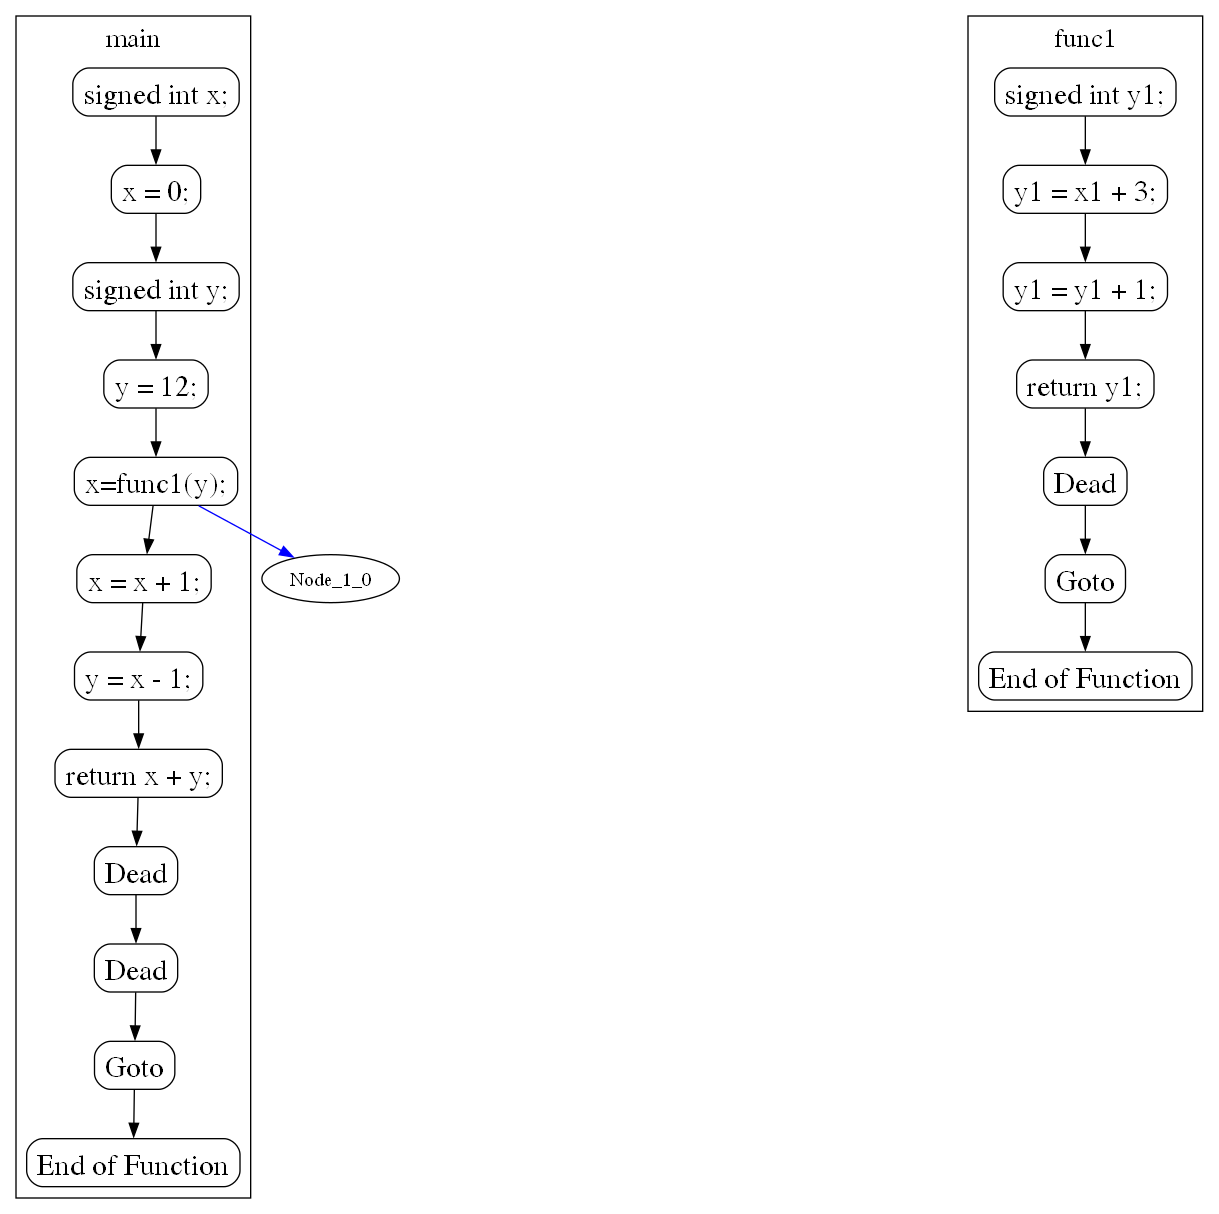 main
signed int x;
x = 0;
signed int y;
y = 12;
x=func1(y);
x = x + 1;
Node_1_0
y = x - 1;
return x + y;
Dead
Dead
Goto
End of Function
func1
signed int y1;
y1 = x1 + 3;
y1 = y1 + 1;
return y1;
Dead
Goto
End of Function